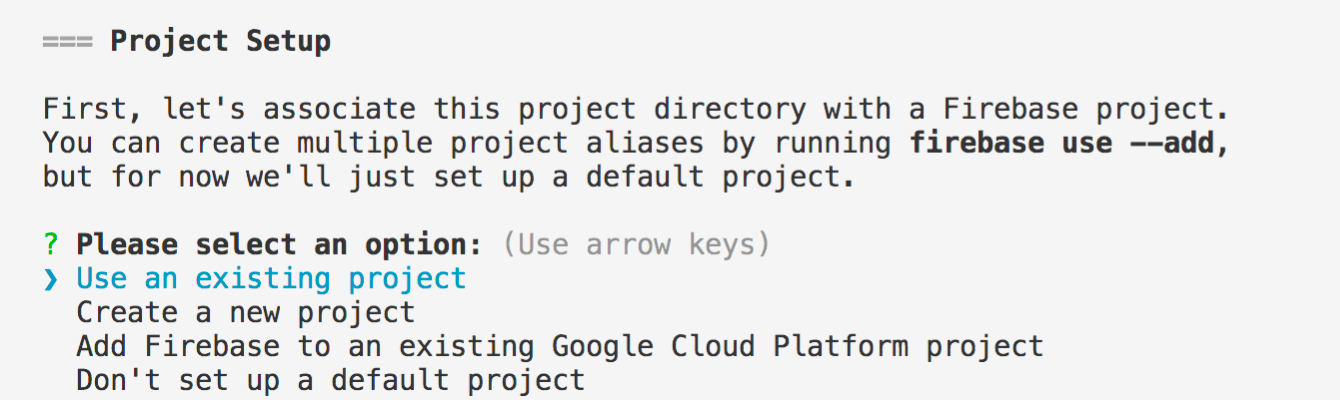 === Project Setup
First, let's associate this project directory with a Firebase project.
You can create multiple project aliases by running firebase use --add,
but for now we'll just set up a default project.
? Please select an option: (Use arrow keys)
❯ Use an existing project
Create a new project
Add Firebase to an existing Google Cloud Platform project
Don't set up a default project